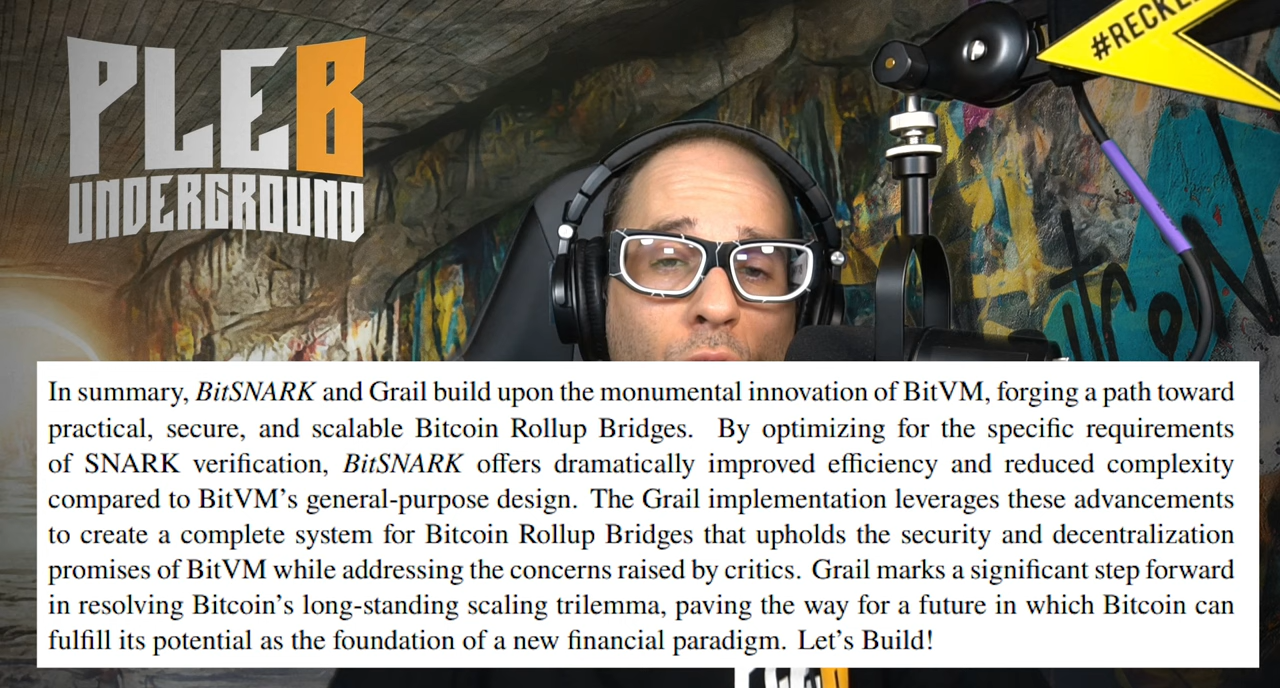 PLEB
UNDERGROUND
#RECKL
In summary, BitSNARK and Grail build upon the monumental innovation of BitVM, forging a path toward
practical, secure, and scalable Bitcoin Rollup Bridges. By optimizing for the specific requirements
of SNARK verification, BitSNARK offers dramatically improved efficiency and reduced complexity
compared to BitVM's general-purpose design. The Grail implementation leverages these advancements
to create a complete system for Bitcoin Rollup Bridges that upholds the security and decentralization
promises of BitVM while addressing the concerns raised by critics. Grail marks a significant step forward
in resolving Bitcoin's long-standing scaling trilemma, paving the way for a future in which Bitcoin can
fulfill its potential as the foundation of a new financial paradigm. Let's Build!